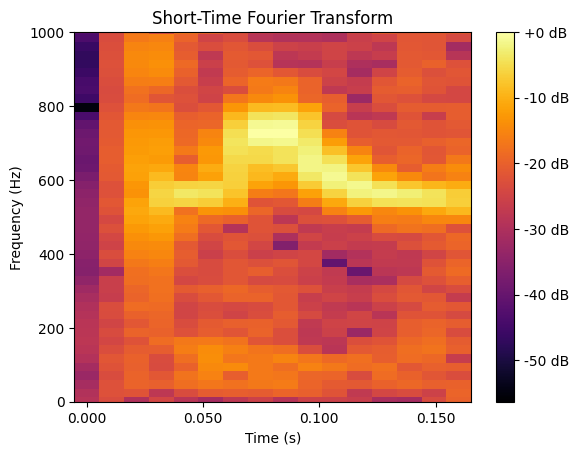 Short-Time Fourier Transform
Frequency (Hz)
1000
800
600
400
200
0
0.000
0.050
0.100
0.150
Time (s)
+0 dB
-10 dB
-20 dB
-30 dB
-40 dB
-50 dB